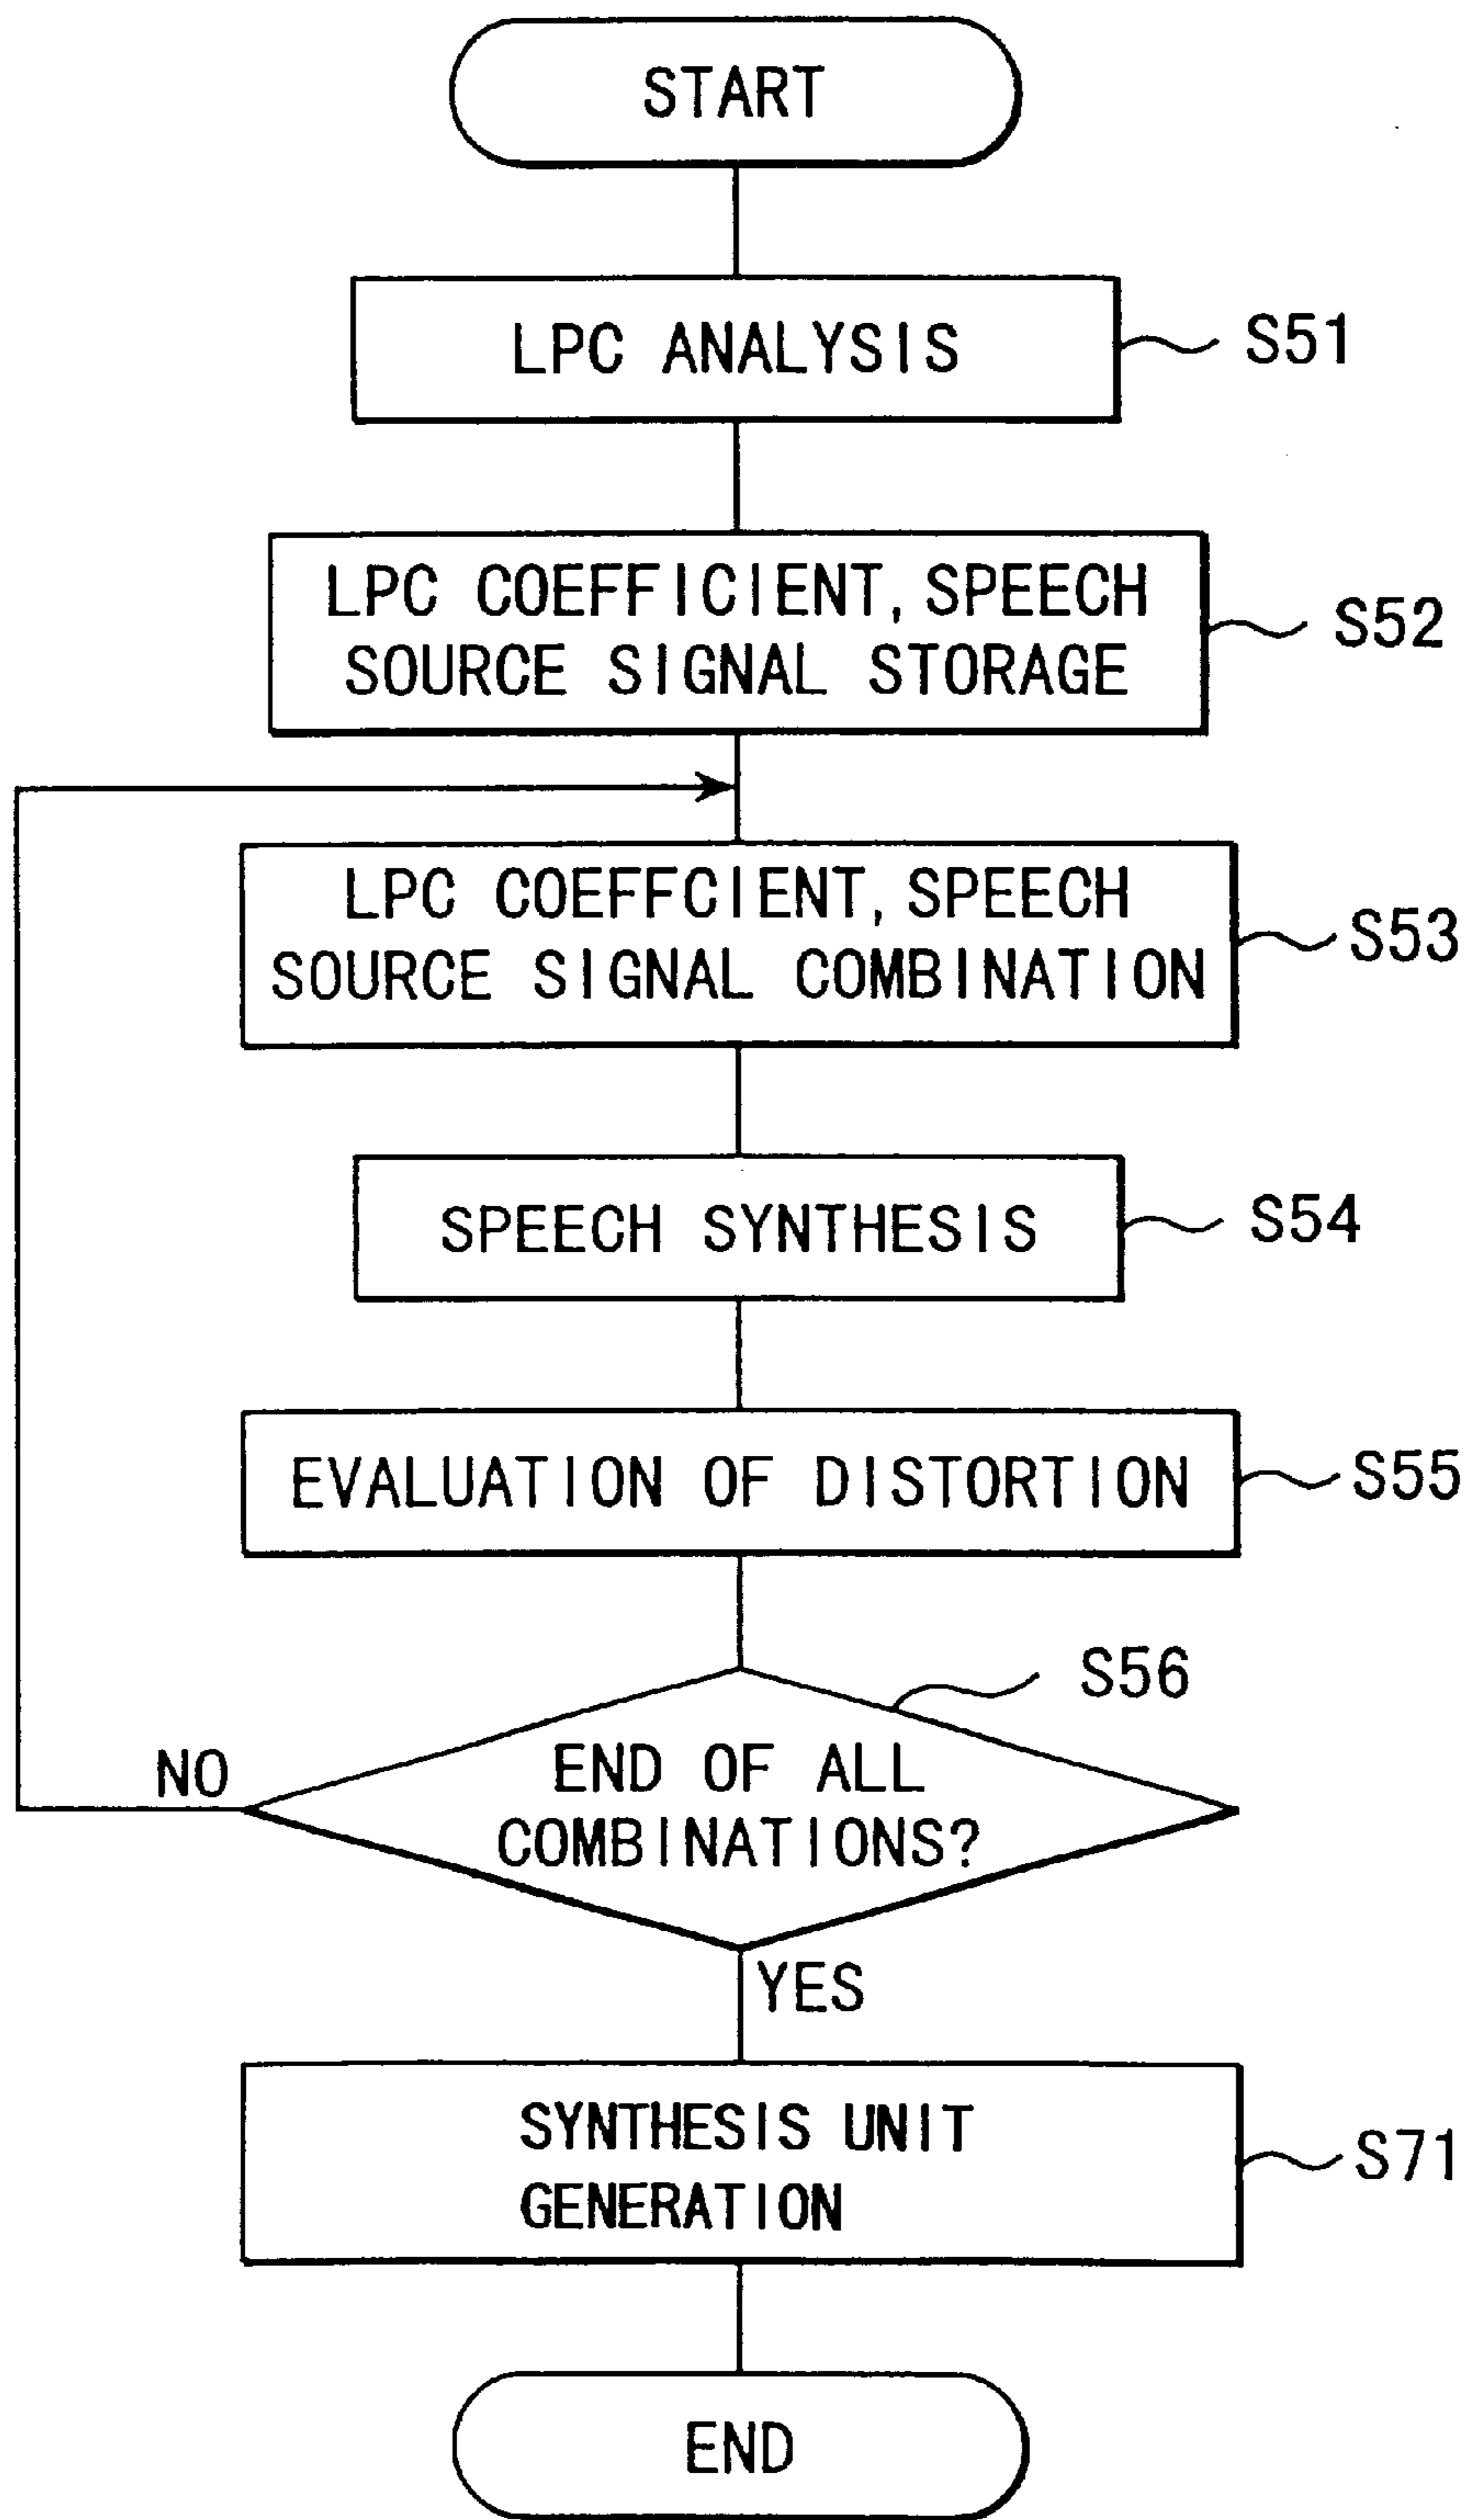 START
LPC ANALYSIS
S51
LPC COEFFICIENT, SPEECH
SOURCE SIGNAL STORAGE
S52
LPC COEFFCIENT, SPEECH
SOURCE SIGNAL COMBINATION
S53
SPEECH SYNTHESIS
S54
EVALUATION OF DISTORTION
S55
S56
END OF ALL
COMBINATIONS?
NO
YES
SYNTHESIS UNIT
GENERATION
S71
END